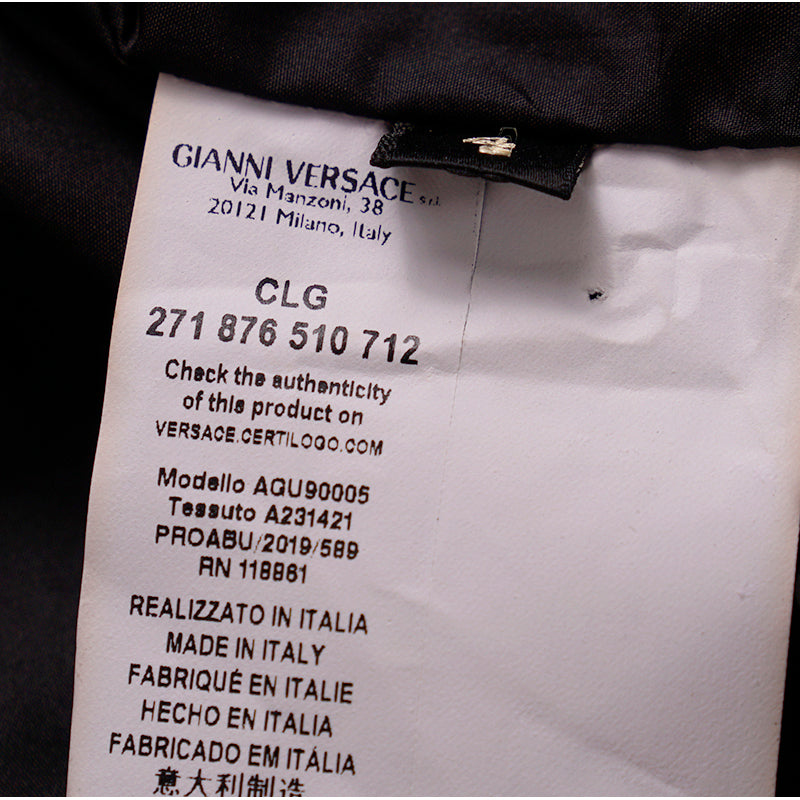 GIANNI VERSACE s.r.l.
Via Manzoni, 38
20121 Milano, Italy
CLG
271 876 510 712
Check the authenticity
of this product on
VERSACE.CERTILOGO.COM
Modello AQU90005
Tessuto A231421
PROABU/2019/589
RN 118861
REALIZZATO IN ITALIA
MADE IN ITALY
FABRIQUÉ EN ITALIE
HECHO EN ITALIA
FABRICADO EM ITÁLIA
意大利制造